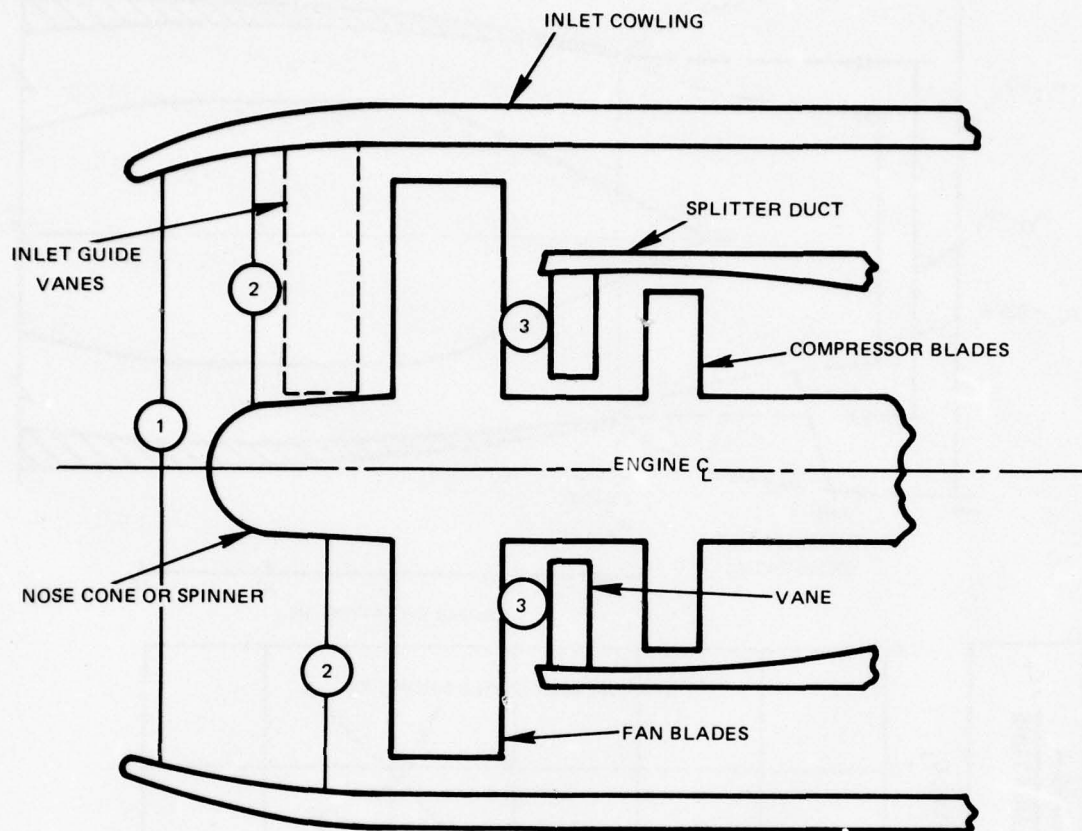 INLET COWLING
SPLITTER DUCT
INLET GUIDE
VANES
2
3
COMPRESSOR BLADES
1
ENGINE ℄
NOSE CONE OR SPINNER
3
VANE
2
FAN BLADES